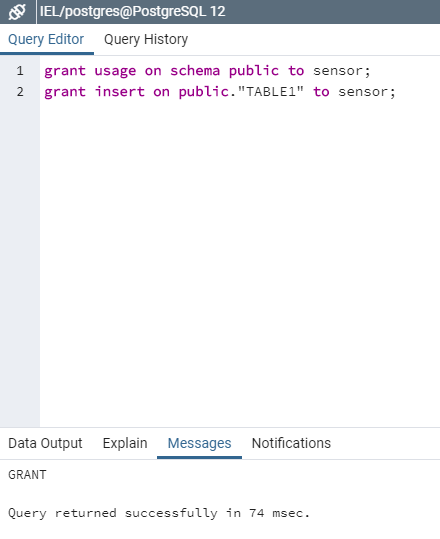 IEL/postgres@PostgreSQL 12
Query Editor Query History
1 grant usage on schema public to sensor;
2 grant insert on public."TABLE1" to sensor;
Data Output Explain Messages Notifications
GRANT
Query returned successfully in 74 msec.